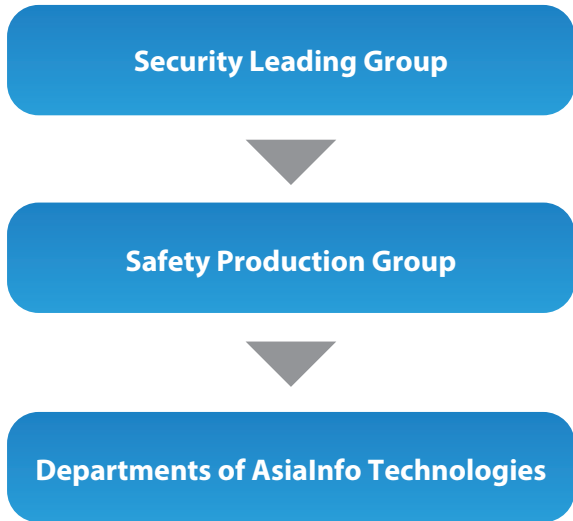 Security Leading Group
Safety Production Group
Departments of AsiaInfo Technologies